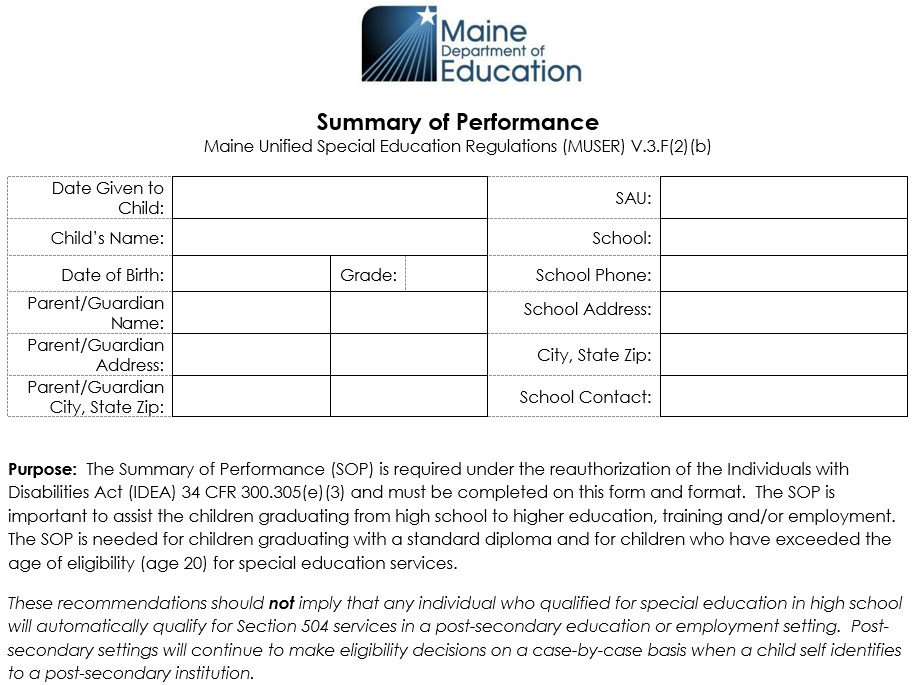 Maine
Department of
Education
Summary of Performance
Maine Unified Special Education Regulations (MUSER) V.3.F(2)(b)
Date Given to
Child:
SAU:
Child's Name:
School:
Date of Birth:
Grade:
School Phone:
Parent/Guardian
Name:
School Address:
Parent/Guardian
Address:
City, State Zip:
Parent/Guardian
City, State Zip:
School Contact:
Purpose:  The Summary of Performance (SOP) is required under the reauthorization of the Individuals with
Disabilities Act (IDEA) 34 CFR 300.305(e)(3) and must be completed on this form and format.  The SOP is
important to assist the children graduating from high school to higher education, training and/or employment.
The SOP is needed for children graduating with a standard diploma and for children who have exceeded the
age of eligibility (age 20) for special education services.
These recommendations should not imply that any individual who qualified for special education in high school
will automatically qualify for Section 504 services in a post-secondary education or employment setting.  Post-
secondary settings will continue to make eligibility decisions on a case-by-case basis when a child self identifies
to a post-secondary institution.